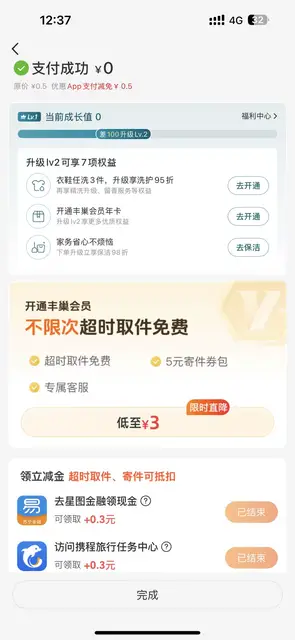 12:37
4G
32
支付成功 ¥0
原价 ¥0.5 优惠 App支付减免 ¥ 0.5
Lv.1 当前成长值 0
福利中心
累100升级Lv.2
升级lv2可享7项权益
衣鞋任洗3件，升级享洗护95折
再享精洗升级、留香服务等权益
去开通
开通丰巢会员年卡
升级lv2享更多优质权益
去开通
家务省心不烦恼
下单升级立享保洁98折
去保洁
开通丰巢会员
不限次超时取件免费
超时取件免费
5元寄件券包
专属客服
限时直降
低至¥3
领立减金 超时取件、寄件可抵扣
易
去星图金融领现金
可领取 +0.3元
已结束
访问携程旅行任务中心
可领取 +0.3元
已结束
完成